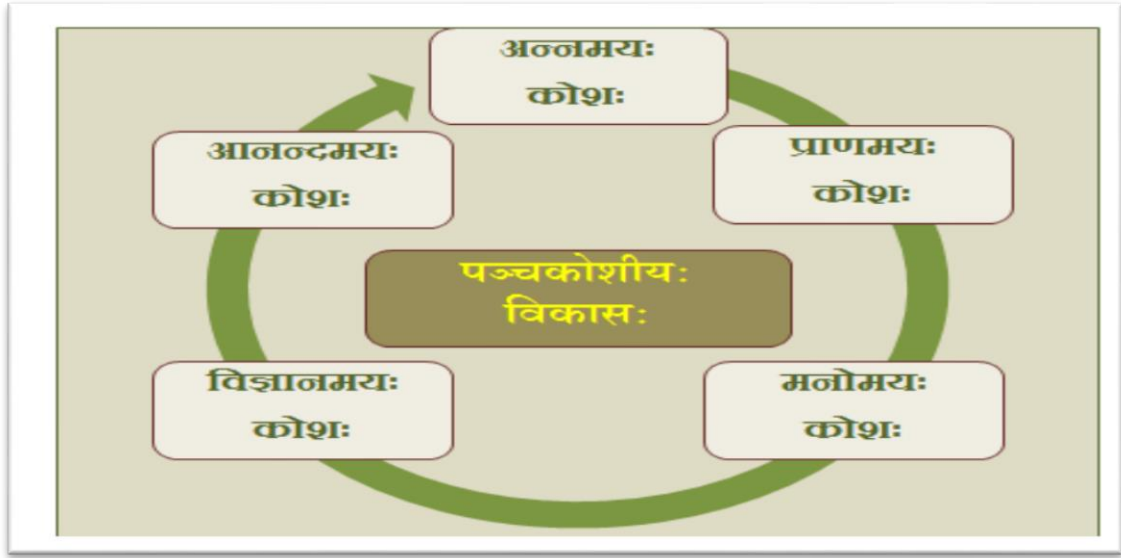 अन्नमयः
कोशः
प्राणमयः
कोशः
मनोमयः
कोशः
विज्ञानमयः
कोशः
आनन्दमयः
कोशः
पञ्चकोशीयः
विकासः